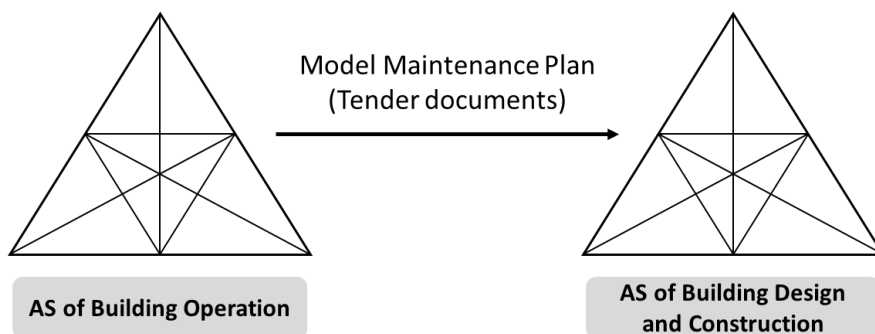 Model Maintenance Plan
(Tender documents)
AS of Building Operation
AS of Building Design
and Construction